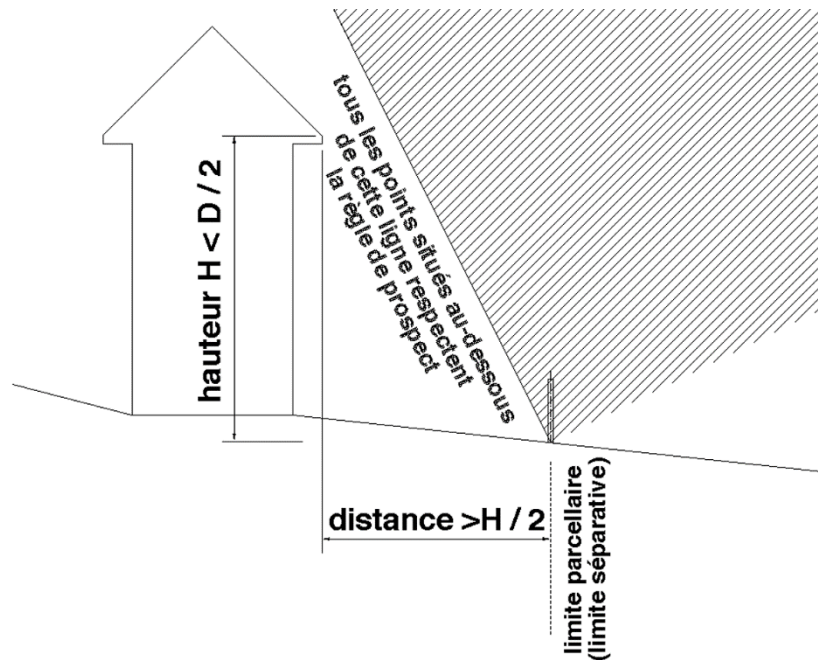 hauteur H < D / 2
tous les points situés au-dessous
de cette ligne respectent
la règle de prospect
distance >H / 2
limite parcellaire
(limite séparative)